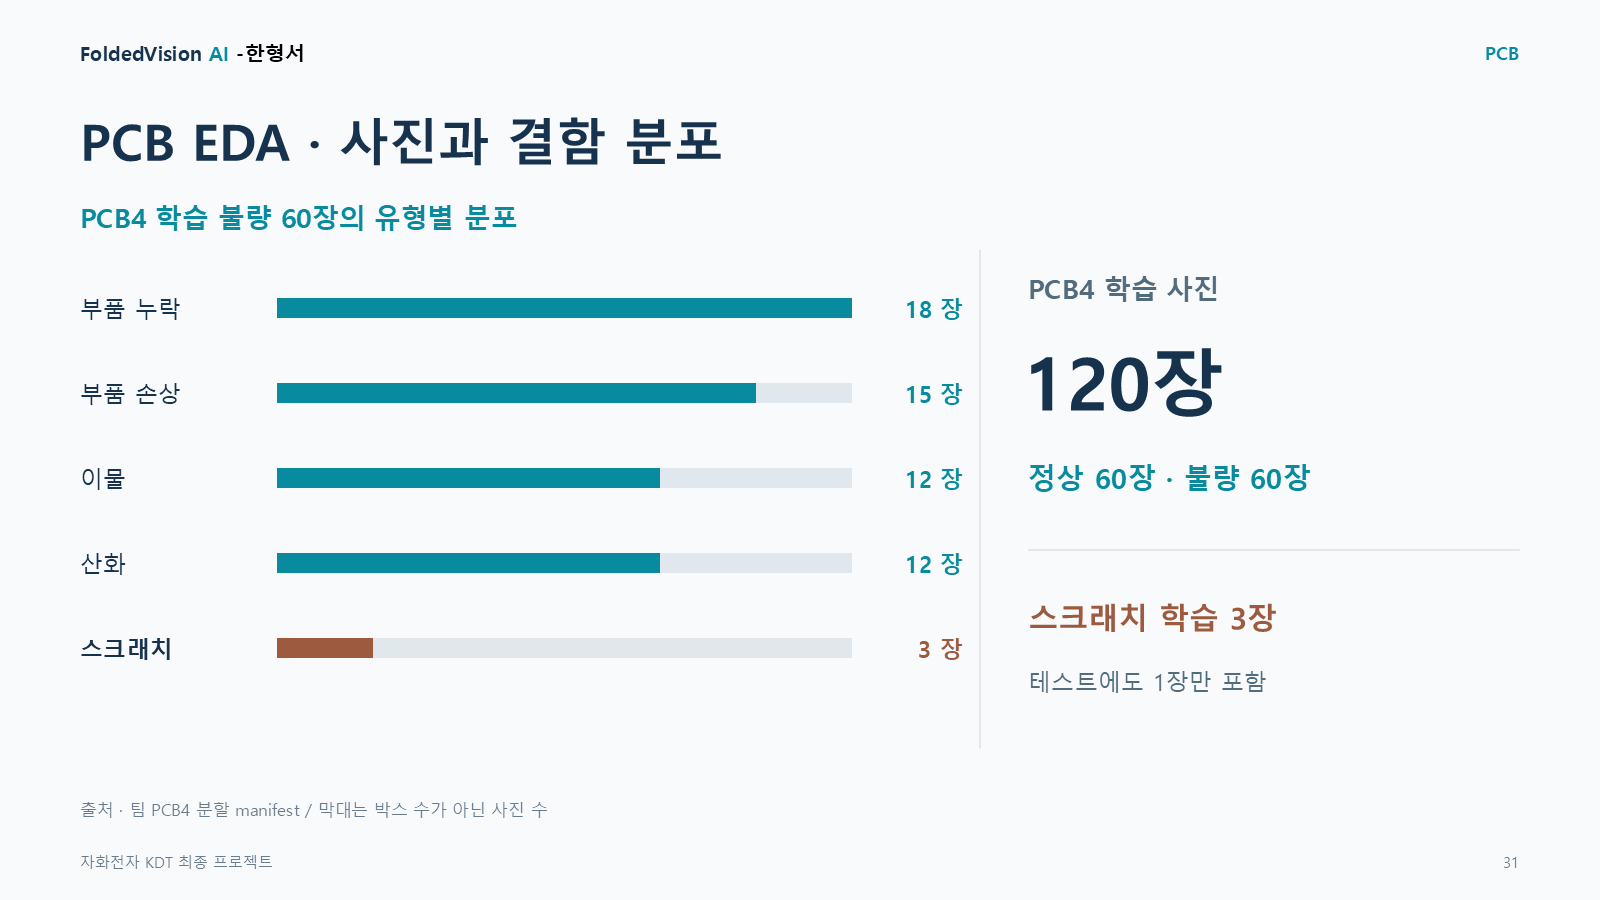 FoldedVision AI -한형서
PCB
PCB EDA · 사진과 결함 분포
PCB4 학습 불량 60장의 유형별 분포
부품 누락 18 장
부품 손상 15 장
이물 12 장
산화 12 장
스크래치 3 장
PCB4 학습 사진
120장
정상 60장 · 불량 60장
스크래치 학습 3장
테스트에도 1장만 포함
출처 · 팀 PCB4 분할 manifest / 막대는 박스 수가 아닌 사진 수
자화전자 KDT 최종 프로젝트
31